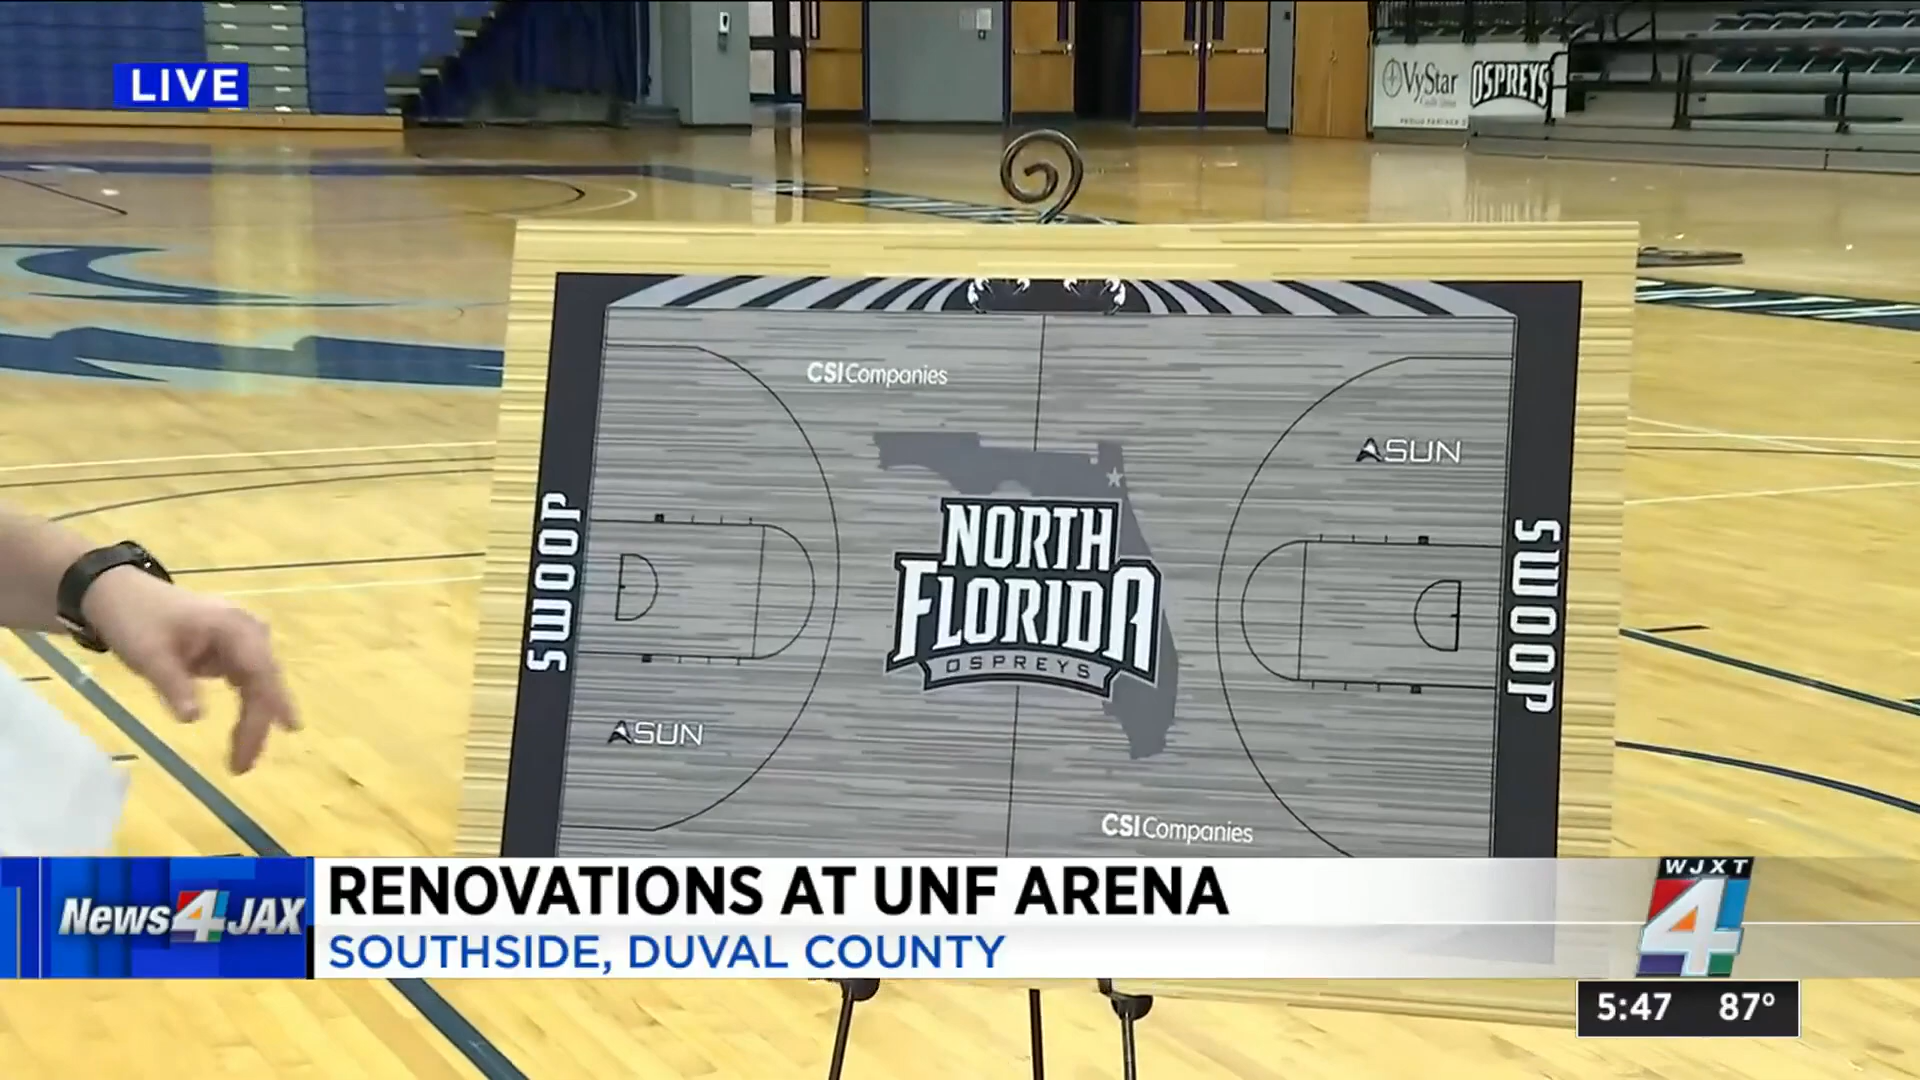 LIVE
VyStar
OSPREYS
CSI Companies
ASUN
SWOOP
NORTH
FLORIDA
OSPREYS
SWOOP
ASUN
CSI Companies
News4JAX
RENOVATIONS AT UNF ARENA
SOUTHSIDE, DUVAL COUNTY
WJXT
4
5:47 87°